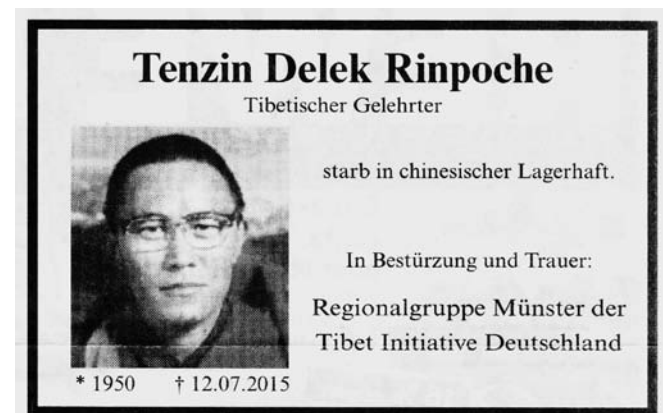 Tenzin Delek Rinpoche
Tibetischer Gelehrter
starb in chinesischer Lagerhaft.
In Bestürzung und Trauer:
Regionalgruppe Münster der
Tibet Initiative Deutschland
* 1950 † 12.07.2015